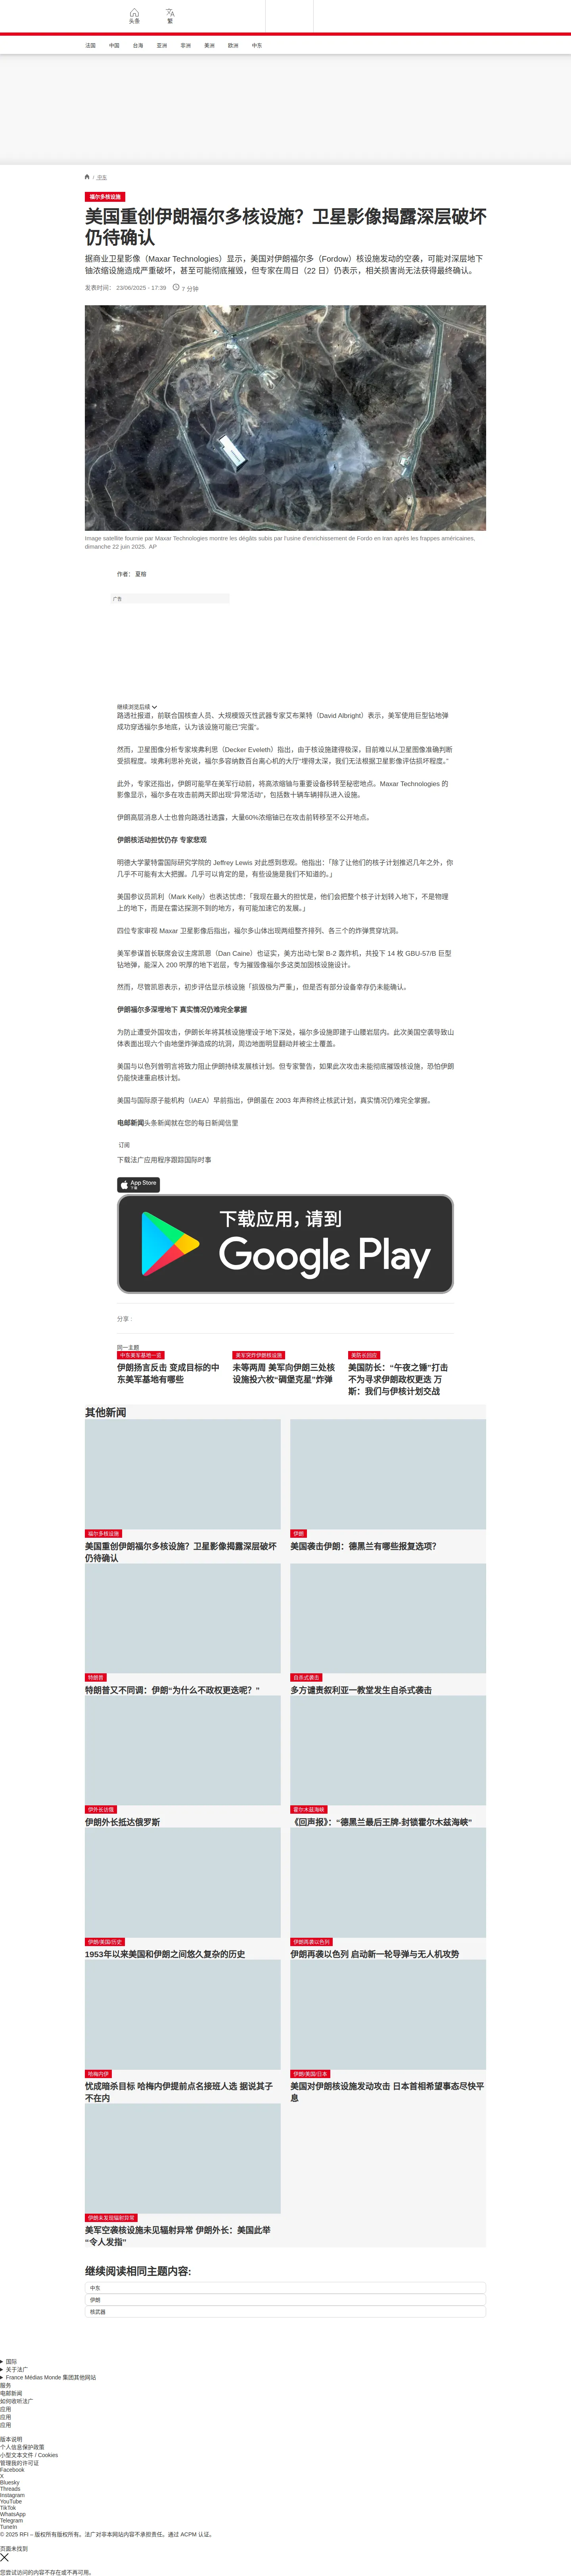 头条
繁
法国
中国
台海
亚洲
非洲
美洲
欧洲
中东
/ 中东
福尔多核设施
美国重创伊朗福尔多核设施？卫星影像揭露深层破坏
仍待确认
据商业卫星影像（Maxar Technologies）显示，美国对伊朗福尔多（Fordow）核设施发动的空袭，可能对深层地下
铀浓缩设施造成严重破坏，甚至可能彻底摧毁，但专家在周日（22 日）仍表示，相关损害尚无法获得最终确认。
发表时间： 23/06/2025 - 17:39
7 分钟
Image satellite fournie par Maxar Technologies montre les dégâts subis par l'usine d'enrichissement de Fordo en Iran après les frappes américaines,
dimanche 22 juin 2025. AP
作者： 夏榕
广告
继续浏览后续
路透社报道，前联合国核查人员、大规模毁灭性武器专家艾布莱特（David Albright）表示，美军使用巨型钻地弹
成功穿透福尔多地底，认为该设施可能已“完蛋”。
然而，卫星图像分析专家埃弗利思（Decker Eveleth）指出，由于核设施建得极深，目前难以从卫星图像准确判断
受损程度。埃弗利思补充说，福尔多容纳数百台离心机的大厅“埋得太深，我们无法根据卫星影像评估损坏程度。”
此外，专家还指出，伊朗可能早在美军行动前，将高浓缩铀与重要设备移转至秘密地点。Maxar Technologies 的
影像显示，福尔多在攻击前两天即出现“异常活动”，包括数十辆车辆排队进入设施。
伊朗高层消息人士也曾向路透社透露，大量60%浓缩铀已在攻击前转移至不公开地点。
伊朗核活动担忧仍存 专家悲观
明德大学蒙特雷国际研究学院的 Jeffrey Lewis 对此感到悲观。他指出：「除了让他们的核子计划推迟几年之外，你
几乎不可能有太大把握。几乎可以肯定的是，有些设施是我们不知道的。」
美国参议员凯利（Mark Kelly）也表达忧虑：「我现在最大的担忧是，他们会把整个核子计划转入地下，不是物理
上的地下，而是在雷达探测不到的地方，有可能加速它的发展。」
四位专家审视 Maxar 卫星影像后指出，福尔多山体出现两组整齐排列、各三个的炸弹贯穿坑洞。
美军参谋首长联席会议主席凯恩（Dan Caine）也证实，美方出动七架 B-2 轰炸机，共投下 14 枚 GBU-57/B 巨型
钻地弹，能深入 200 呎厚的地下岩层，专为摧毁像福尔多这类加固核设施设计。
然而，尽管凯恩表示，初步评估显示核设施「损毁极为严重」，但是否有部分设备幸存仍未能确认。
伊朗福尔多深埋地下 真实情况仍难完全掌握
为防止遭受外国攻击，伊朗长年将其核设施埋设于地下深处，福尔多设施即建于山腰岩层内。此次美国空袭导致山
体表面出现六个由地堡炸弹造成的坑洞，周边地面明显翻动并被尘土覆盖。
美国与以色列曾明言将致力阻止伊朗持续发展核计划。但专家警告，如果此次攻击未能彻底摧毁核设施，恐怕伊朗
仍能快速重启核计划。
美国与国际原子能机构（IAEA）早前指出，伊朗虽在 2003 年声称终止核武计划，真实情况仍难完全掌握。
电邮新闻头条新闻就在您的每日新闻信里
订阅
下载法广应用程序跟踪国际时事
App Store
下载
下载应用，请到
Google Play
分享 :
同一主题
中东美军基地一览
伊朗扬言反击 变成目标的中
东美军基地有哪些
美军突炸伊朗核设施
未等两周 美军向伊朗三处核
设施投六枚“碉堡克星”炸弹
美防长回应
美国防长：“午夜之锤”打击
不为寻求伊朗政权更迭 万
斯：我们与伊核计划交战
其他新闻
福尔多核设施
美国重创伊朗福尔多核设施？卫星影像揭露深层破坏
仍待确认
伊朗
美国袭击伊朗：德黑兰有哪些报复选项？
特朗普
特朗普又不同调：伊朗“为什么不政权更迭呢？”
自杀式袭击
多方谴责叙利亚一教堂发生自杀式袭击
伊外长访俄
伊朗外长抵达俄罗斯
霍尔木兹海峡
《回声报》：“德黑兰最后王牌-封锁霍尔木兹海峡”
伊朗/美国/历史
1953年以来美国和伊朗之间悠久复杂的历史
伊朗再袭以色列
伊朗再袭以色列 启动新一轮导弹与无人机攻势
哈梅内伊
忧成暗杀目标 哈梅内伊提前点名接班人选 据说其子
不在内
伊朗/美国/日本
美国对伊朗核设施发动攻击 日本首相希望事态尽快平
息
伊朗未发现辐射异常
美军空袭核设施未见辐射异常 伊朗外长：美国此举
“令人发指”
继续阅读相同主题内容:
中东
伊朗
核武器
国际
关于法广
France Médias Monde 集团其他网站
服务
电邮新闻
如何收听法广
应用
应用
应用
版本说明
个人信息保护政策
小型文本文件 / Cookies
管理我的许可证
Facebook
X
Bluesky
Threads
Instagram
YouTube
TikTok
WhatsApp
Telegram
TuneIn
© 2025 RFI – 版权所有版权所有。法广对非本网站内容不承担责任。通过 ACPM 认证。
页面未找到
您尝试访问的内容不存在或不再可用。